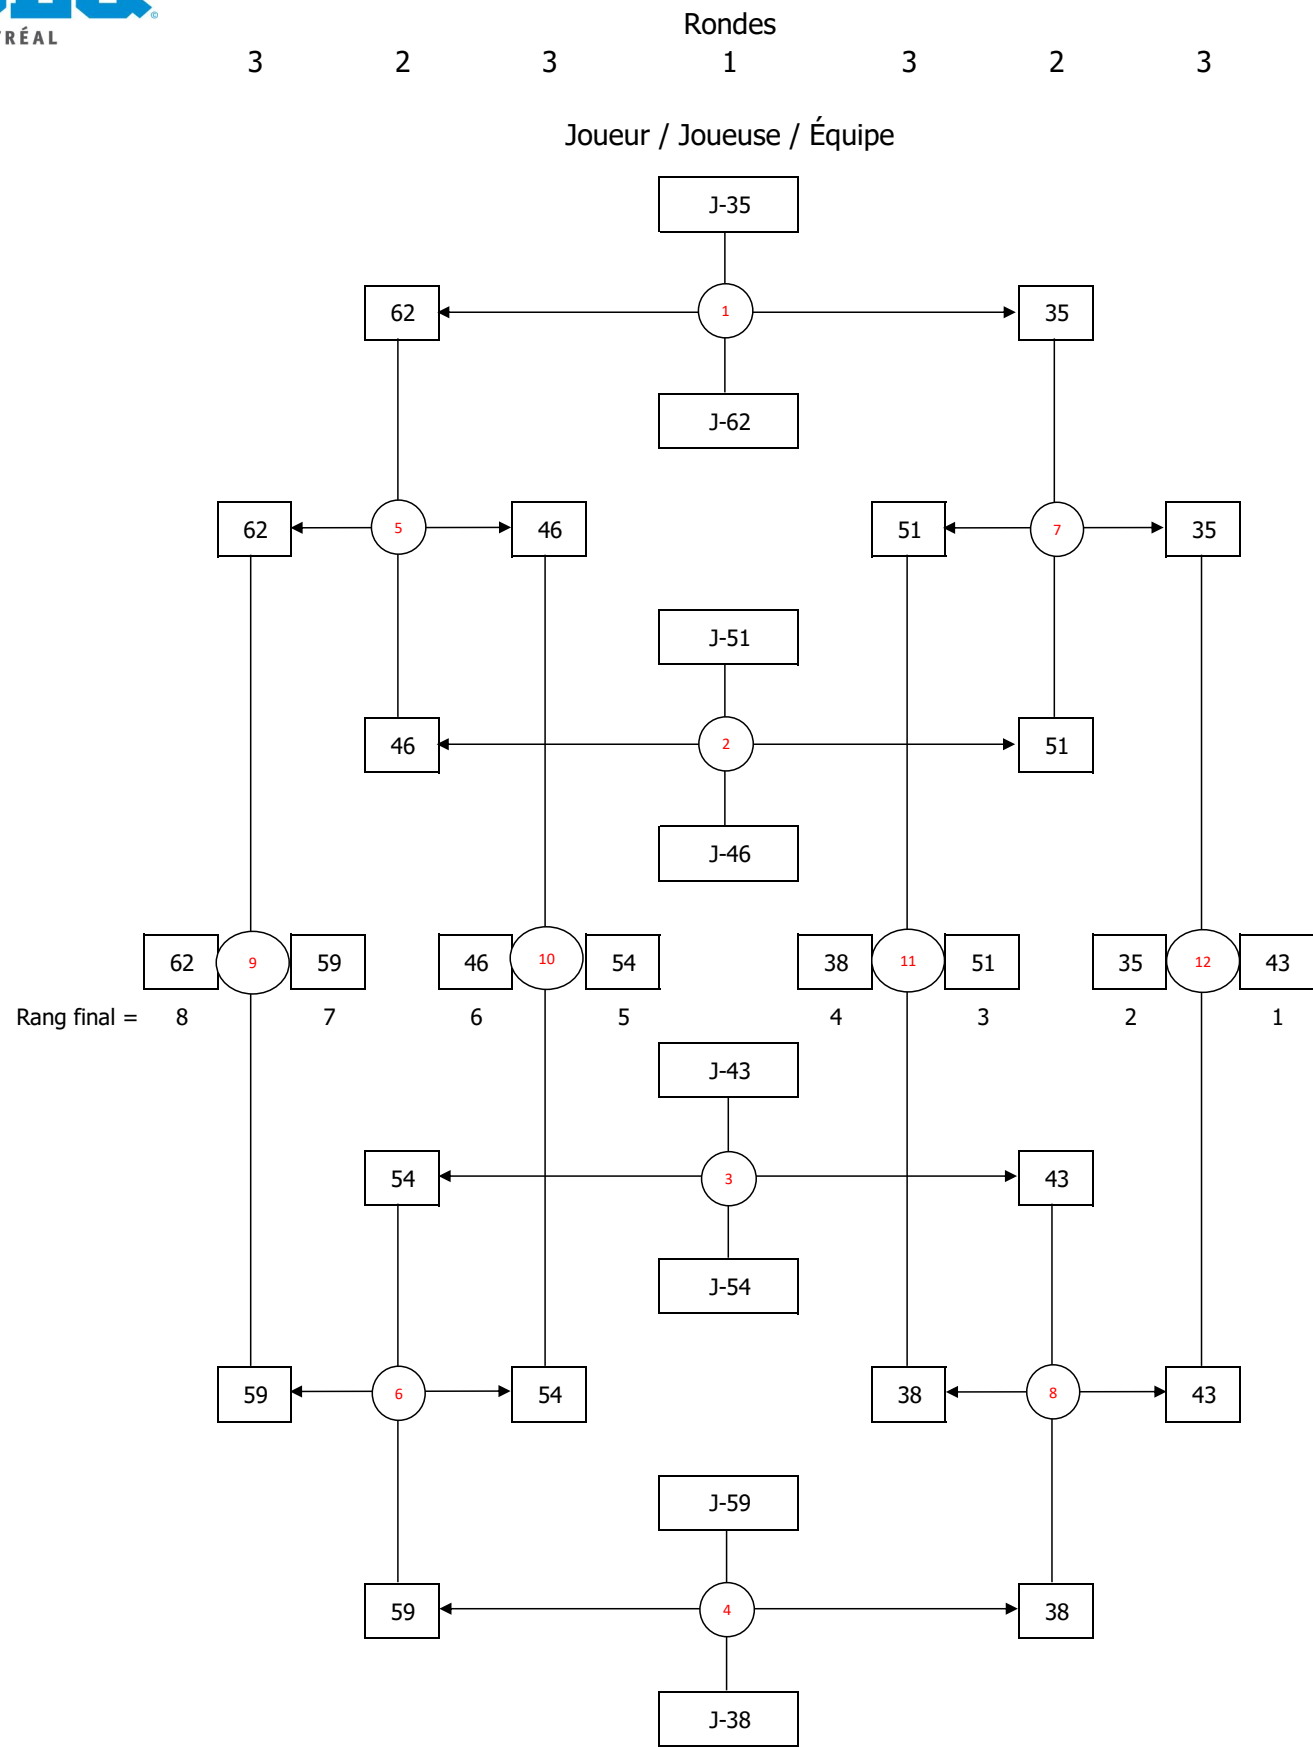 TRÉAL
Rondes
3 2 3 1 3 2 3
Joueur / Joueuse / Équipe
J-35
62 1 35
J-62
62 5 46 51 7 35
J-51
46 2 51
J-46
62 9 59 46 10 54 38 11 51 35 12 43
Rang final = 8 7 6 5 4 3 2 1
J-43
54 3 43
J-54
59 6 54 38 8 43
J-59
59 4 38
J-38